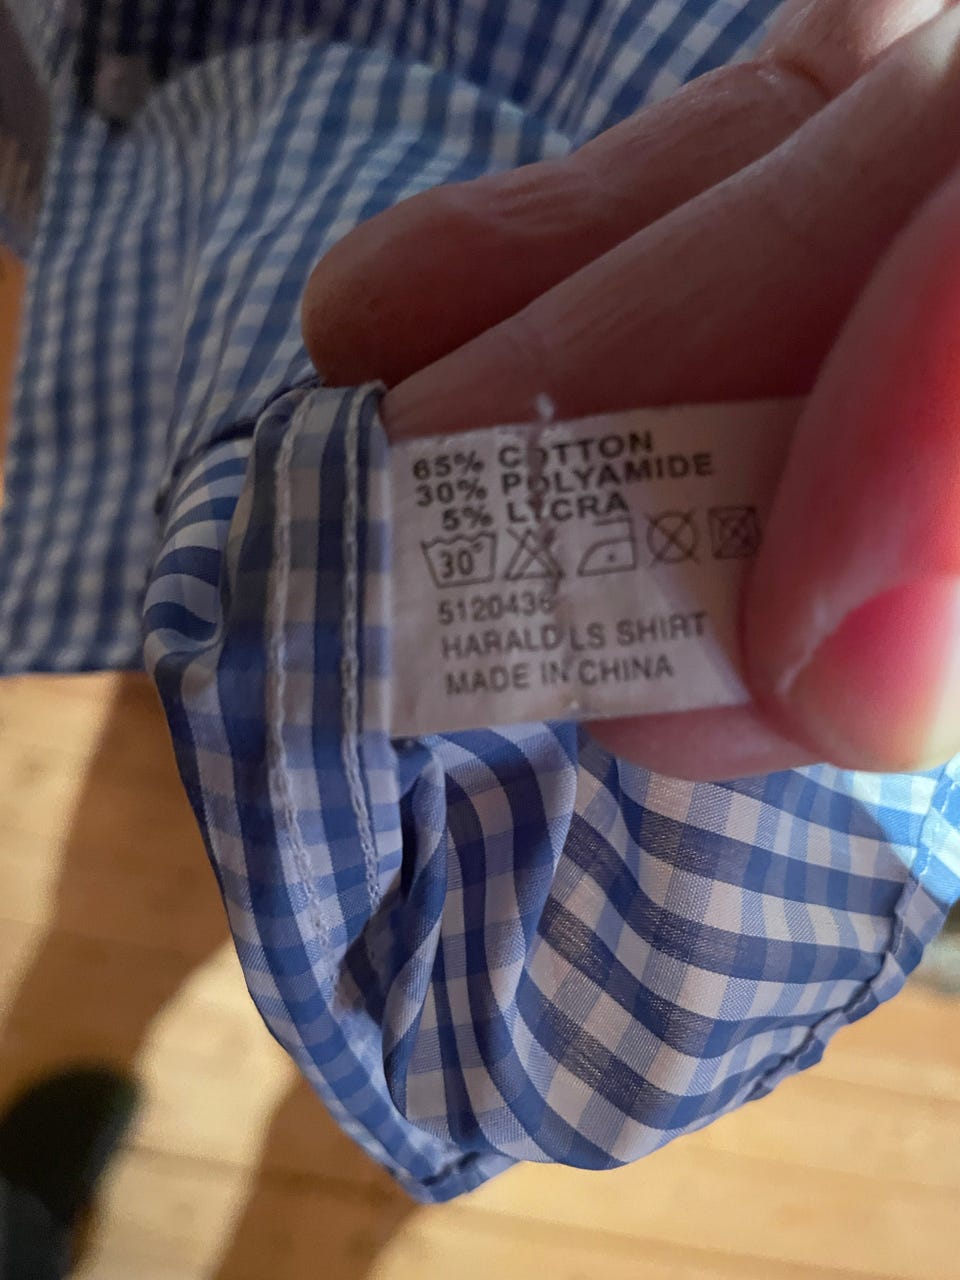 65% COTTON
30% POLYAMIDE
5% LYCRA
30°
5120436
HARALD LS SHIRT
MADE IN CHINA